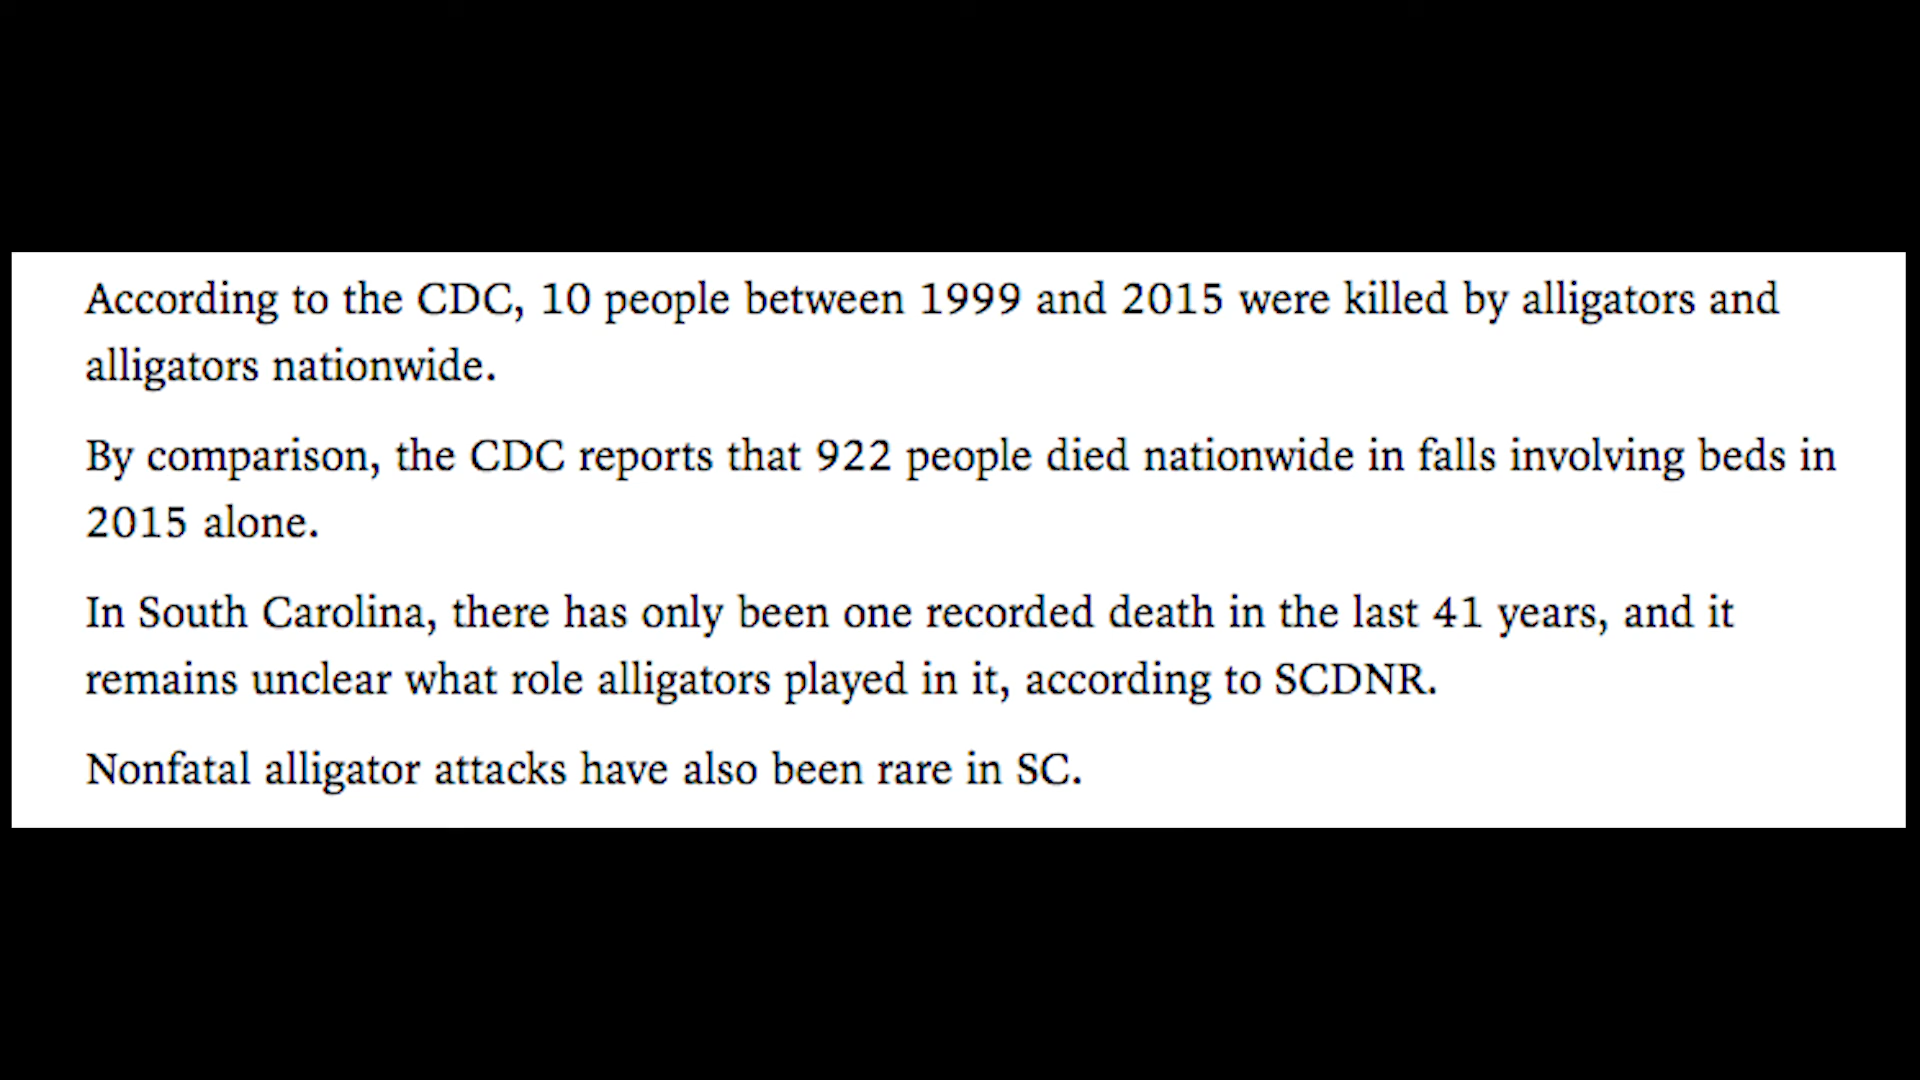 According to the CDC, 10 people between 1999 and 2015 were killed by alligators and
alligators nationwide.
By comparison, the CDC reports that 922 people died nationwide in falls involving beds in
2015 alone.
In South Carolina, there has only been one recorded death in the last 41 years, and it
remains unclear what role alligators played in it, according to SCDNR.
Nonfatal alligator attacks have also been rare in SC.